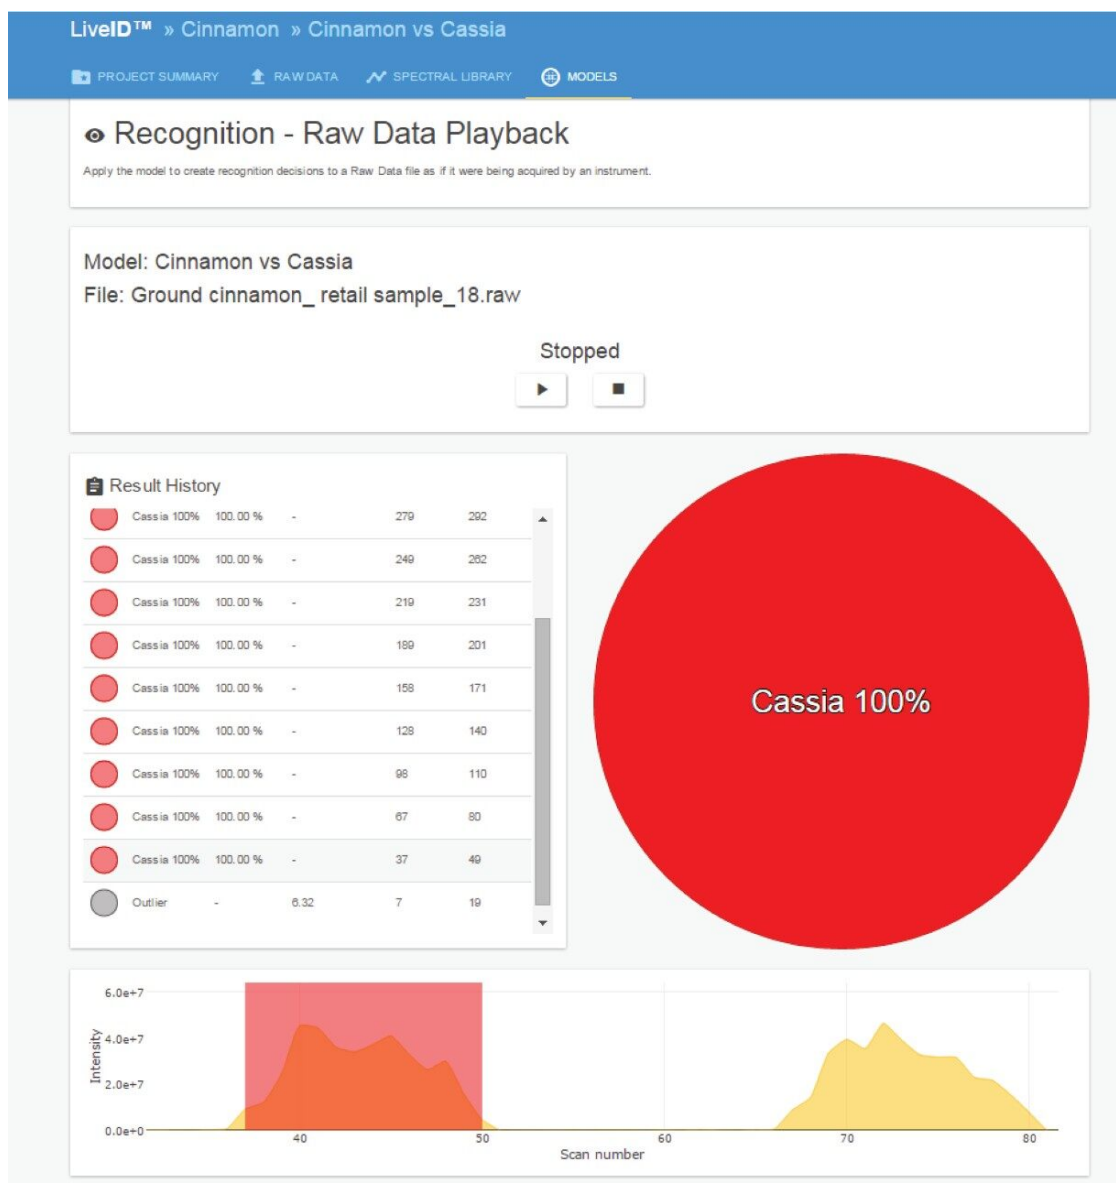 LiveID™ » Cinnamon » Cinnamon vs Cassia
PROJECT SUMMARY RAW DATA SPECTRAL LIBRARY MODELS
Recognition - Raw Data Playback
Apply the model to create recognition decisions to a Raw Data file as if it were being acquired by an instrument.
Model: Cinnamon vs Cassia
File: Ground cinnamon_ retail sample_18.raw
Stopped
Result History
Cassia 100% 100.00 % - 279 292
Cassia 100% 100.00 % - 249 262
Cassia 100% 100.00 % - 219 231
Cassia 100% 100.00 % - 189 201
Cassia 100% 100.00 % - 158 171
Cassia 100% 100.00 % - 128 140
Cassia 100% 100.00 % - 98 110
Cassia 100% 100.00 % - 67 80
Cassia 100% 100.00 % - 37 49
Outlier - 6.32 7 19
Cassia 100%
6.0e+7
4.0e+7
2.0e+7
0.0e+0
Intensity
40 50 60 70 80
Scan number